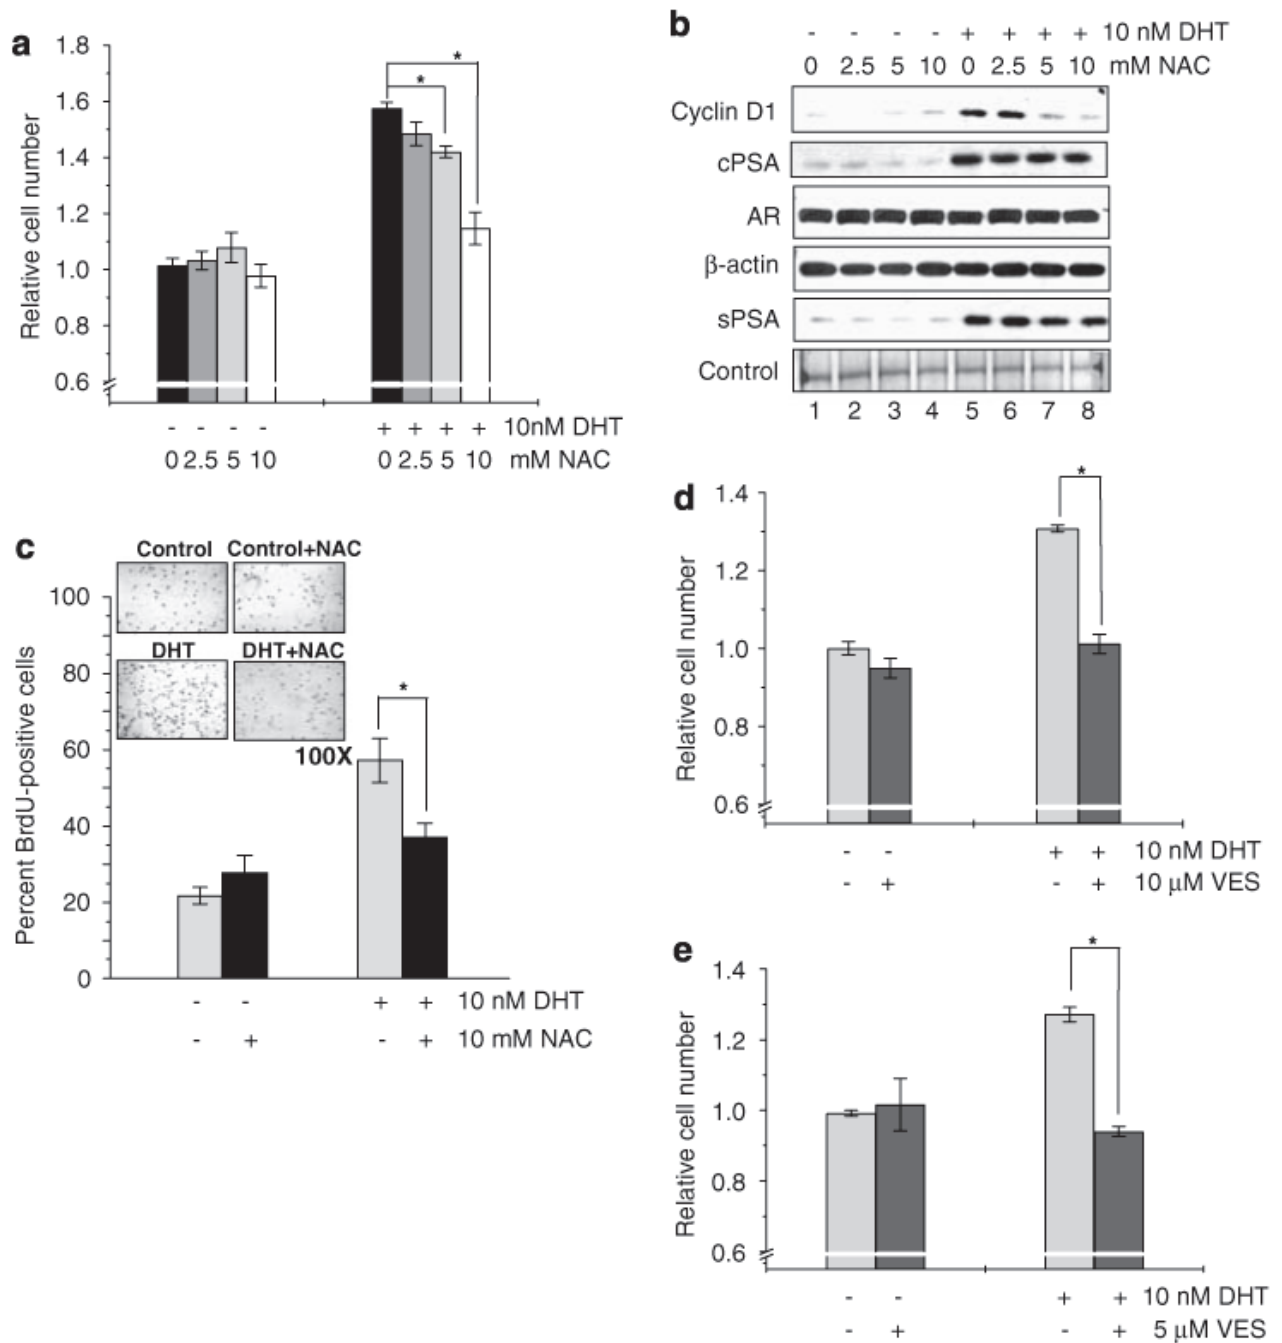 a
1.8
1.6
1.4
1.2
1.0
0.8
0.6
Relative cell number
* *
- - - - + + + + 10nM DHT
0 2.5 5 10 0 2.5 5 10 mM NAC
b
- - - - + + + + 10 nM DHT
0 2.5 5 10 0 2.5 5 10 mM NAC
Cyclin D1
cPSA
AR
β-actin
sPSA
Control
1 2 3 4 5 6 7 8
c
Control Control+NAC
DHT DHT+NAC
100X
100
80
60
40
20
0
Percent BrdU-positive cells
*
- - + + 10 nM DHT
- + - + 10 mM NAC
d
1.4
1.2
1.0
0.8
0.6
Relative cell number
*
- - + + 10 nM DHT
- + - + 10 μM VES
e
1.4
1.2
1.0
0.8
0.6
Relative cell number
*
- - + + 10 nM DHT
- + - + 5 μM VES